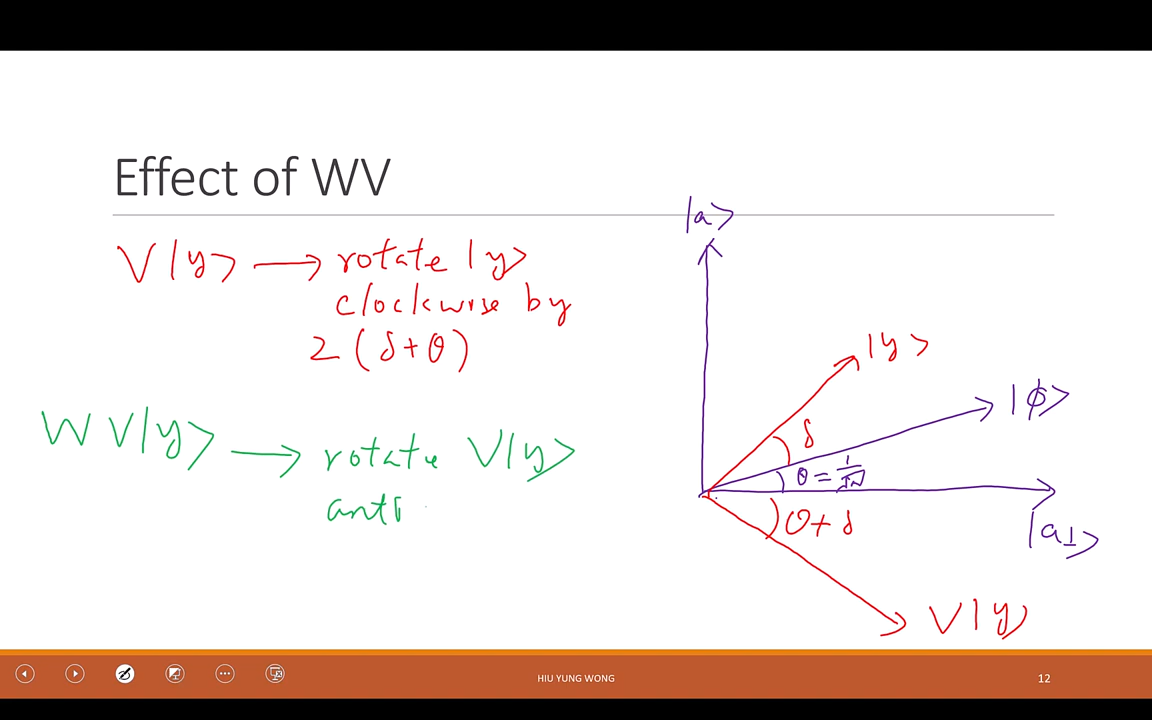 Effect of WV
V|y⟩ → rotate |y⟩
clockwise by
2(δ+θ)
WV|y⟩ → rotate V|y⟩
anti
|a⟩
|y⟩
|ϕ⟩
δ
θ = 1/√N
|a⊥⟩
θ+δ
V|y⟩
HIU YUNG WONG
12